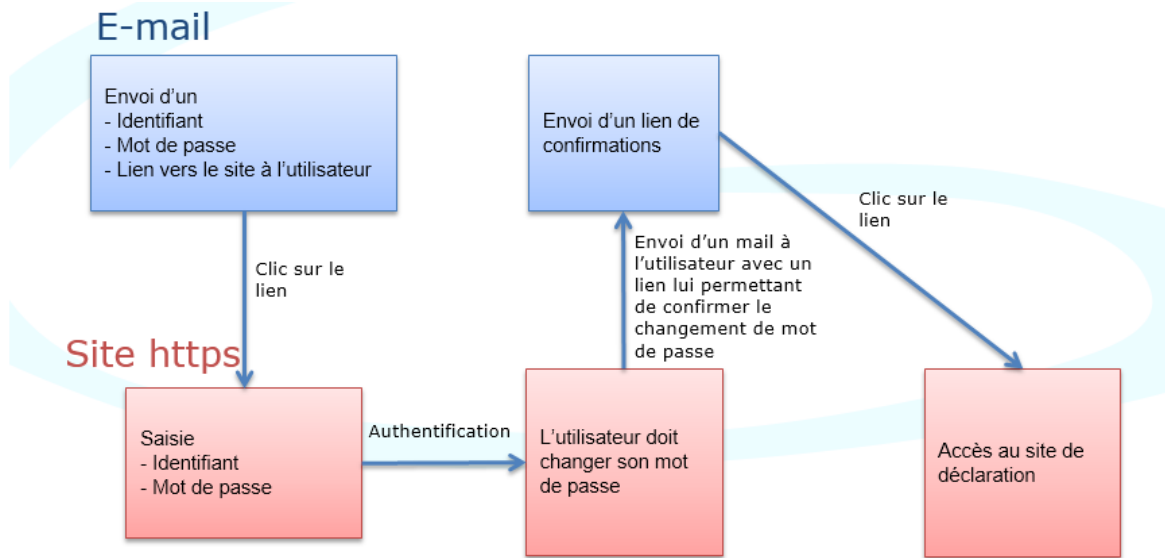 E-mail
Envoi d'un
- Identifiant
- Mot de passe
- Lien vers le site à l'utilisateur
Envoi d'un lien de
confirmations
Clic sur le
lien
Clic sur le
lien
Envoi d'un mail à
l'utilisateur avec un
lien lui permettant
de confirmer le
changement de mot
de passe
Site https
Saisie
- Identifiant
- Mot de passe
Authentification
L'utilisateur doit
changer son mot
de passe
Accès au site de
déclaration